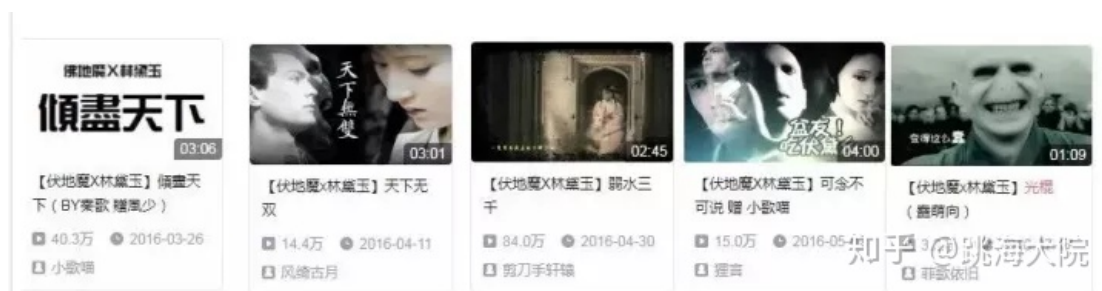 佛地魔X林黛玉
傾盡天下
03:06
【伏地魔X林黛玉】傾盡天
下（BY棠歌 赠風少）
40.3万 2016-03-26
小歌喵
天下無雙
03:01
【伏地魔x林黛玉】天下无
双
14.4万 2016-04-11
风绮古月
02:45
【伏地魔X林黛玉】弱水三
千
84.0万 2016-04-30
剪刀手轩辕
盆友！
吃伏黛
04:00
【伏地魔X林黛玉】可念不
可说 赠 小歌喵
15.0万 2016-05-
狸言
01:09
【伏地魔x林黛玉】光棍
（蠢萌向）
菲歌依旧
知乎 @跳海大院